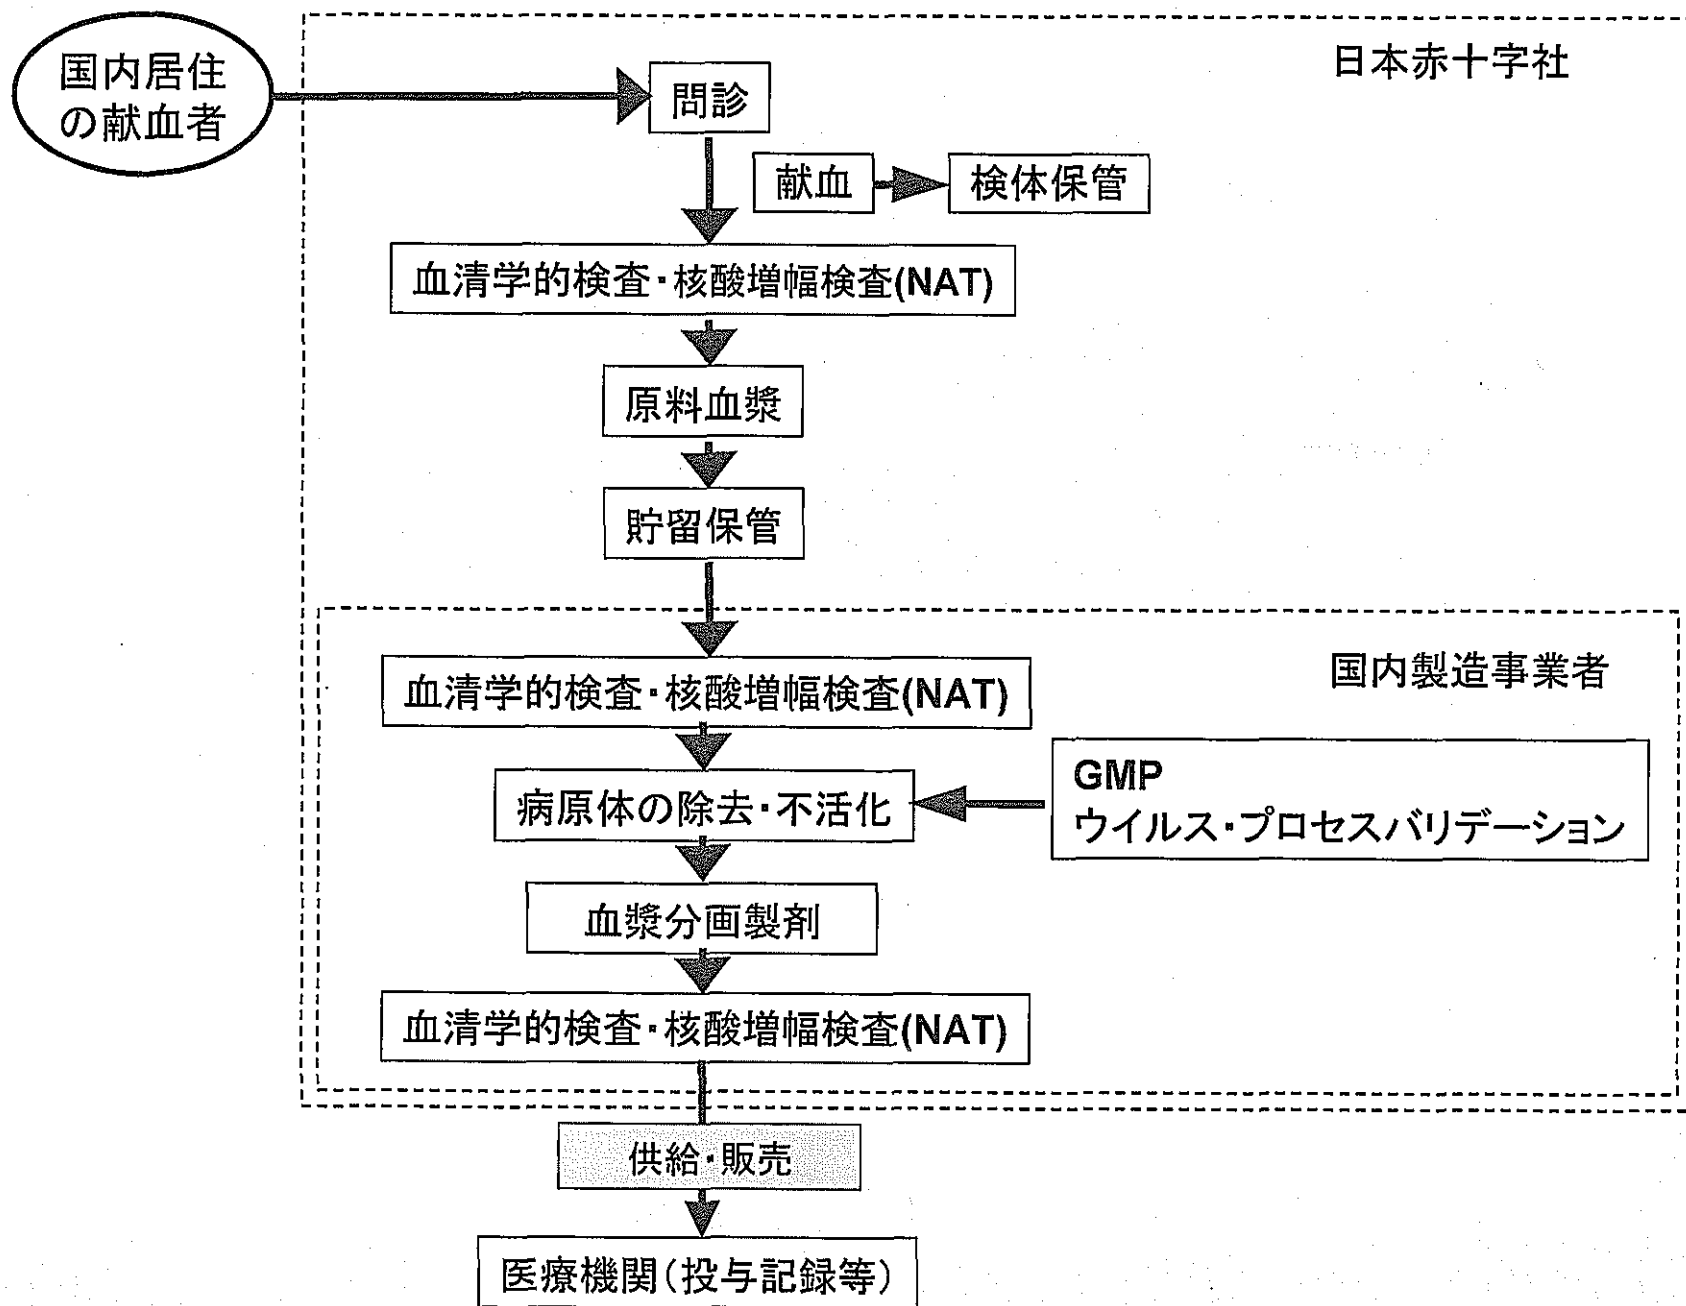 国内居住
の献血者
日本赤十字社
問診
献血
検体保管
血清学的検査・核酸増幅検査(NAT)
原料血漿
貯留保管
国内製造事業者
血清学的検査・核酸増幅検査(NAT)
GMP
ウイルス・プロセスバリデーション
病原体の除去・不活化
血漿分画製剤
血清学的検査・核酸増幅検査(NAT)
供給・販売
医療機関(投与記録等)